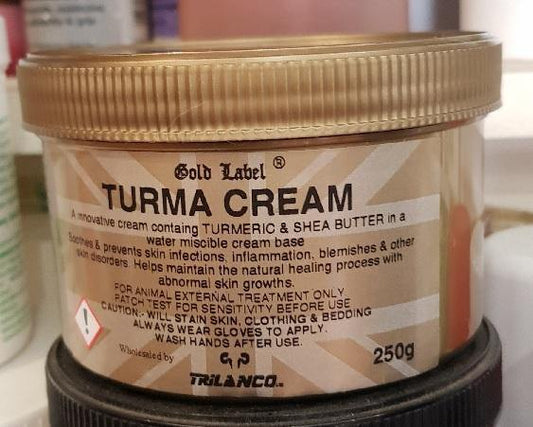 Gold Label ®
TURMA CREAM
A innovative cream containg TURMERIC & SHEA BUTTER in a
water miscible cream base
Soothes & prevents skin infections, inflammation, blemishes & other
skin disorders. Helps maintain the natural healing process with
abnormal skin growths.
FOR ANIMAL EXTERNAL TREATMENT ONLY
PATCH TEST FOR SENSITIVITY BEFORE USE
CAUTION:- WILL STAIN SKIN, CLOTHING & BEDDING
ALWAYS WEAR GLOVES TO APPLY.
WASH HANDS AFTER USE.
Wholesaled by
TRILANCO
250g